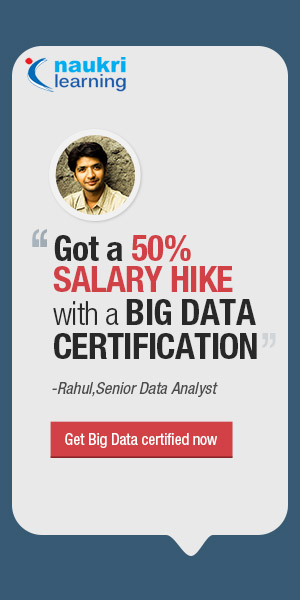 naukri
learning
“Got a 50%
SALARY HIKE
with a BIG DATA
CERTIFICATION”
-Rahul,Senior Data Analyst
Get Big Data certified now